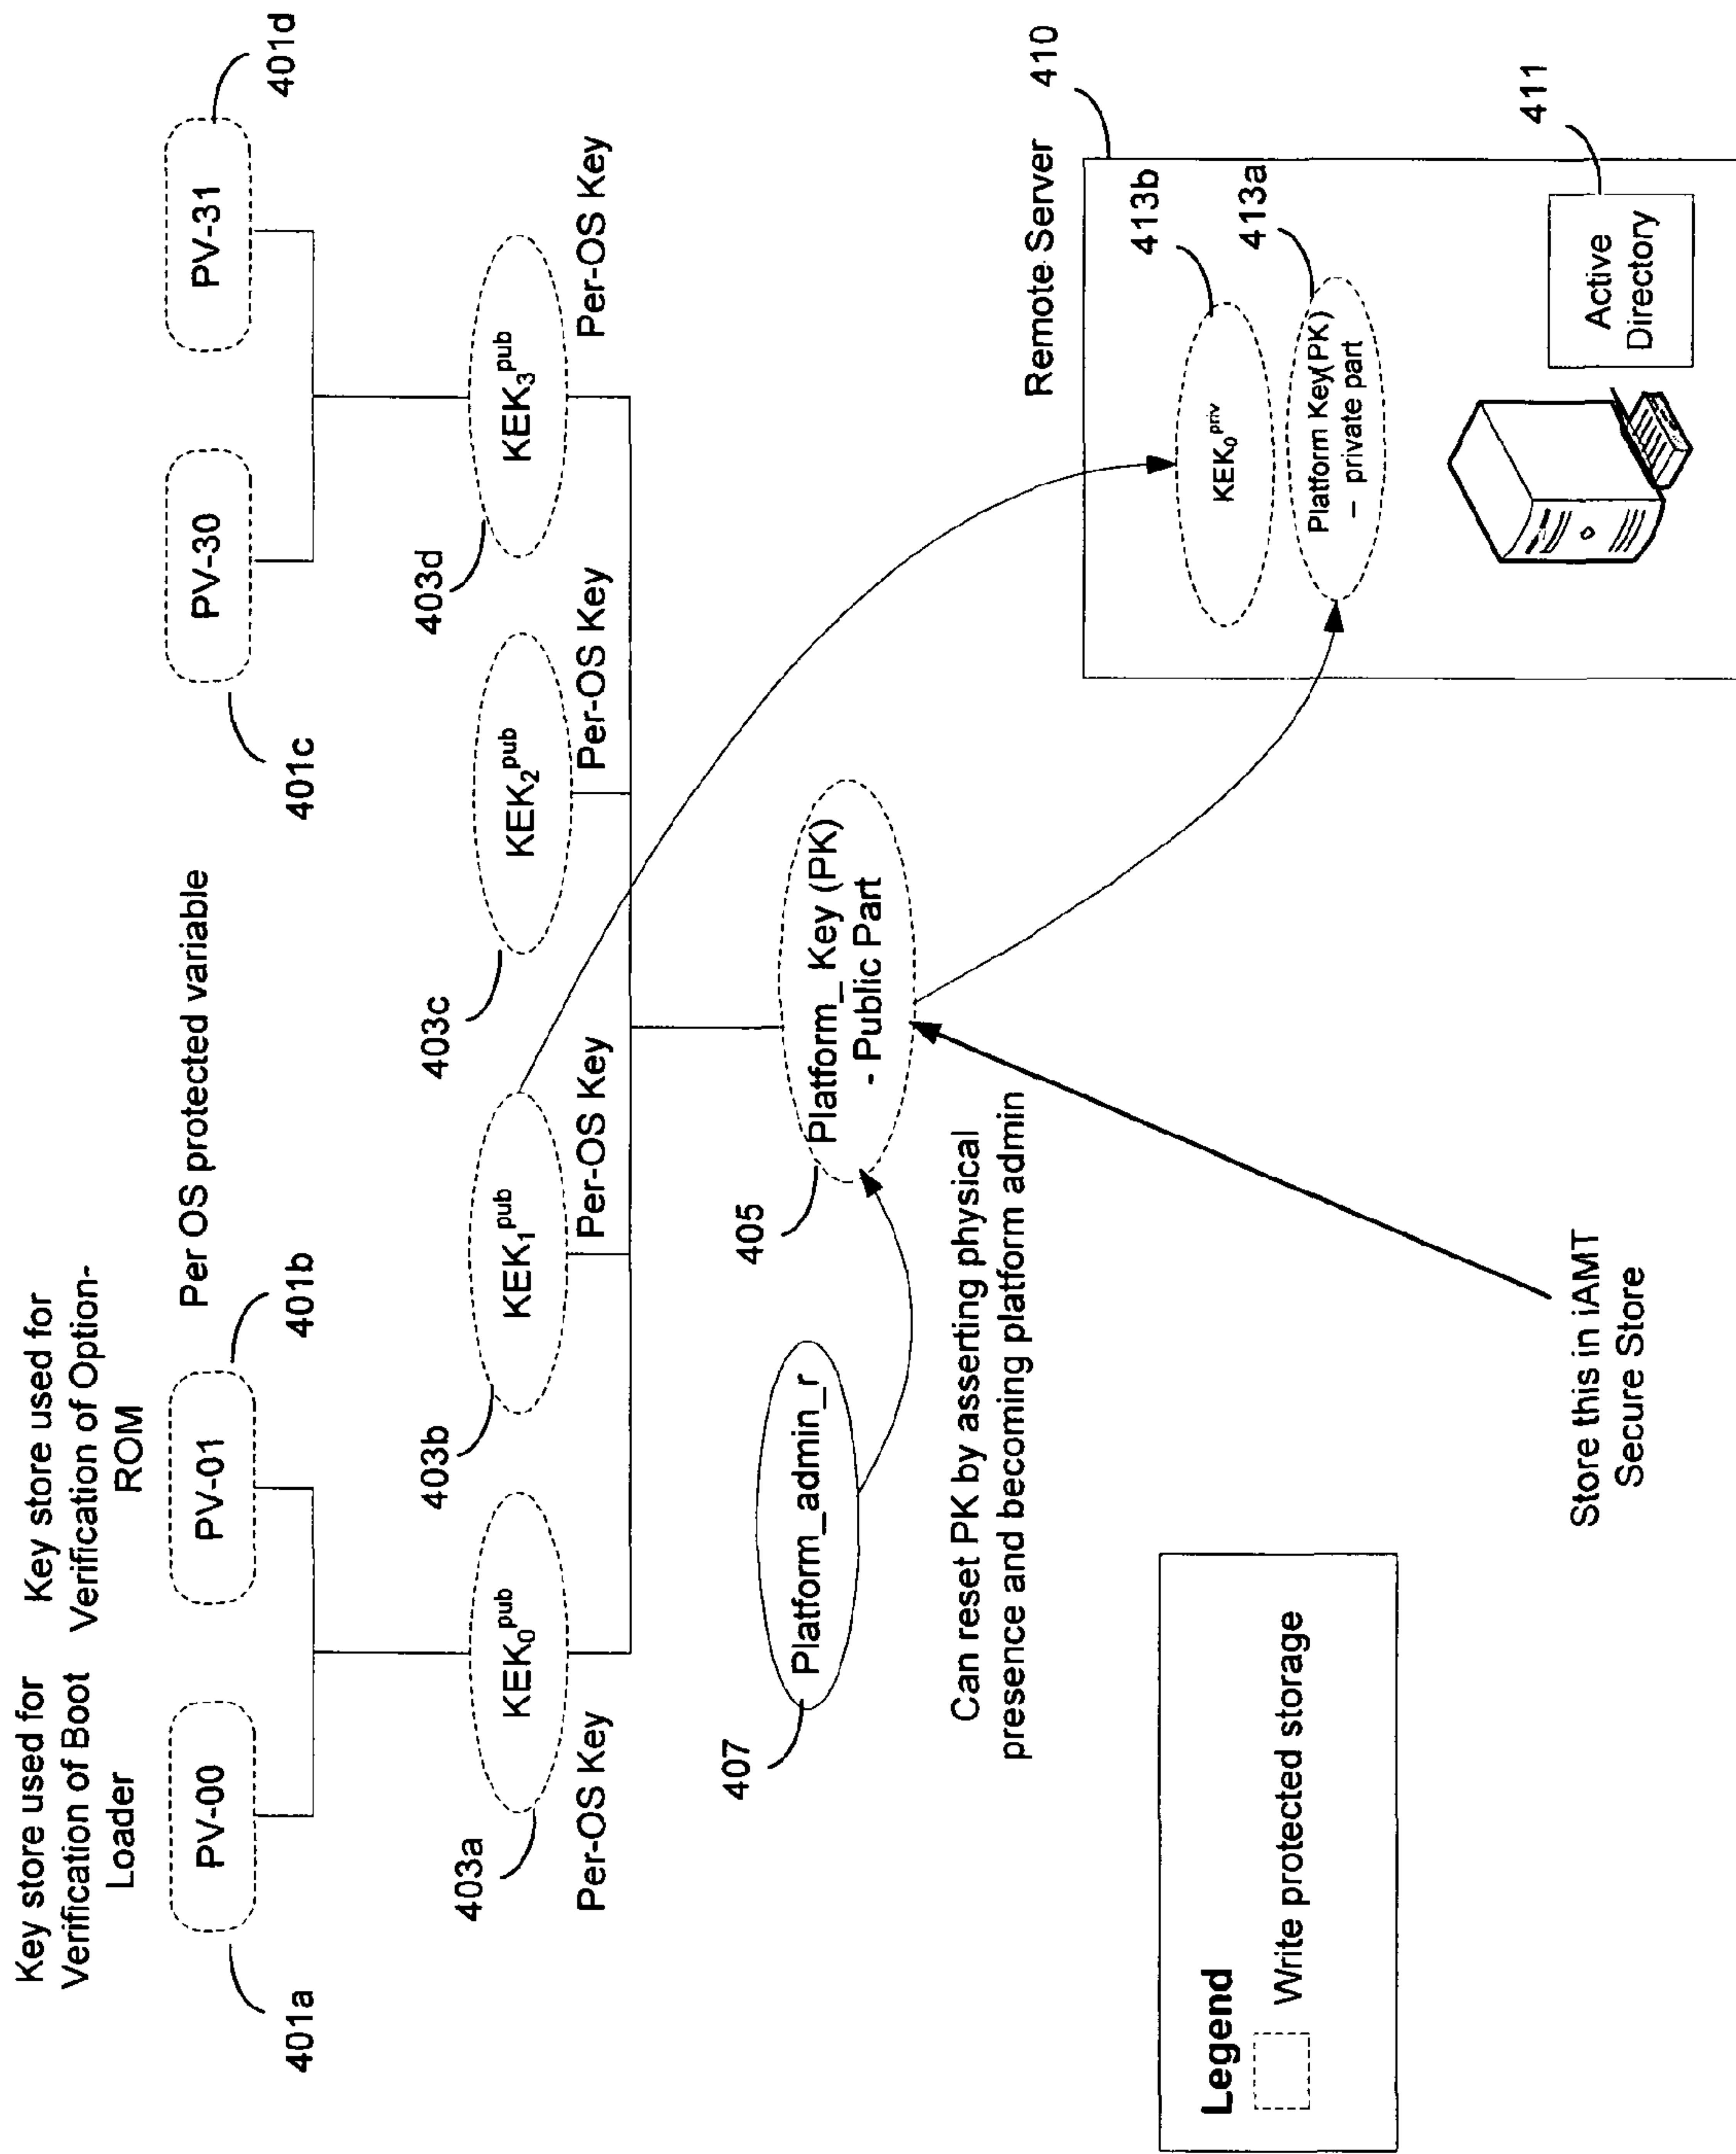 Key store used for
Verification of Boot
Loader
Key store used for
Verification of Option-
ROM
Per OS protected variable
401a
PV-00
PV-01
401b
401c
PV-30
PV-31
401d
403a
KEK₀ᵖᵘᵇ
Per-OS Key
403b
KEK₁ᵖᵘᵇ
Per-OS Key
403c
KEK₂ᵖᵘᵇ
Per-OS Key
403d
KEK₃ᵖᵘᵇ
Per-OS Key
407
Platform_admin_r
405
Platform_Key (PK)
- Public Part
Can reset PK by asserting physical
presence and becoming platform admin
Remote Server
410
413b
KEK₀ᵖʳⁱᵛ
413a
Platform Key(PK)
– private part
Active
Directory
411
Store this in iAMT
Secure Store
Legend
Write protected storage